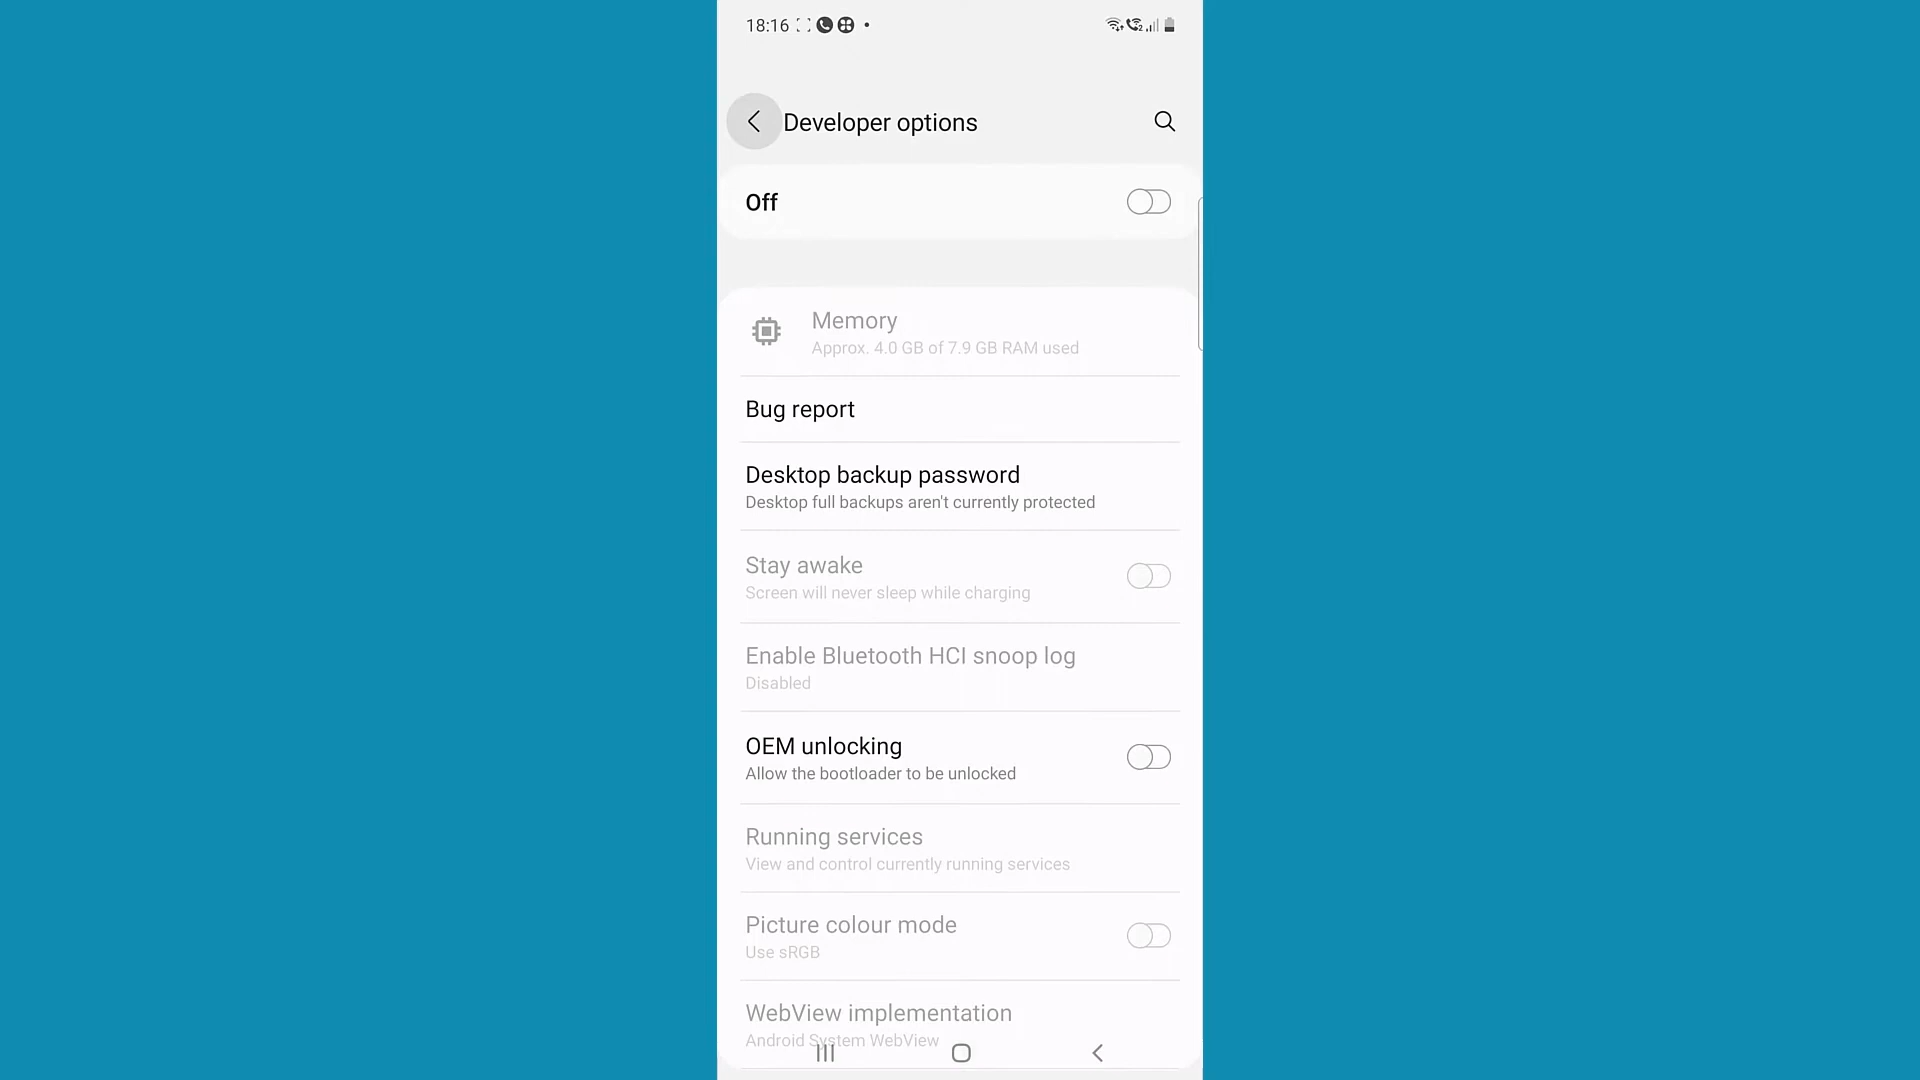 18:16
Developer options
Off
Memory
Approx. 4.0 GB of 7.9 GB RAM used
Bug report
Desktop backup password
Desktop full backups aren't currently protected
Stay awake
Screen will never sleep while charging
Enable Bluetooth HCI snoop log
Disabled
OEM unlocking
Allow the bootloader to be unlocked
Running services
View and control currently running services
Picture colour mode
Use sRGB
WebView implementation
Android System WebView